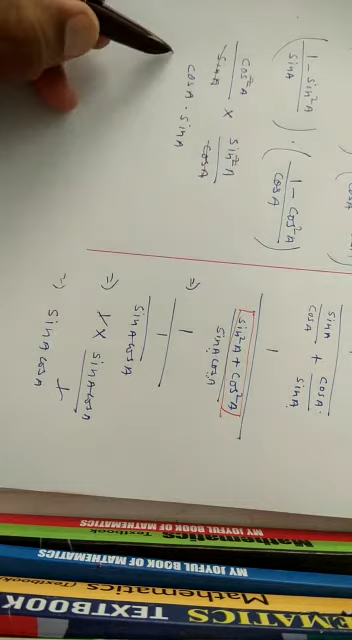 (1 - sin²A / sinA) · (1 - cos²A / cosA)
cos²A / sinA × sin²A / cosA
cosA · sinA
sinA / cosA + cosA / sinA
1
sin²A + cos²A / sinA cosA
⇒ 1
1 / sinA cosA
⇒ 1 × sinA cosA / 1
⇒ sinA cosA
MY JOYFUL BOOK OF MATHEMATICS
Mathematics Textbook
MY JOYFUL BOOK OF MATHEMATICS
Mathematics (Textbook)
EMATICS TEXTBOOK